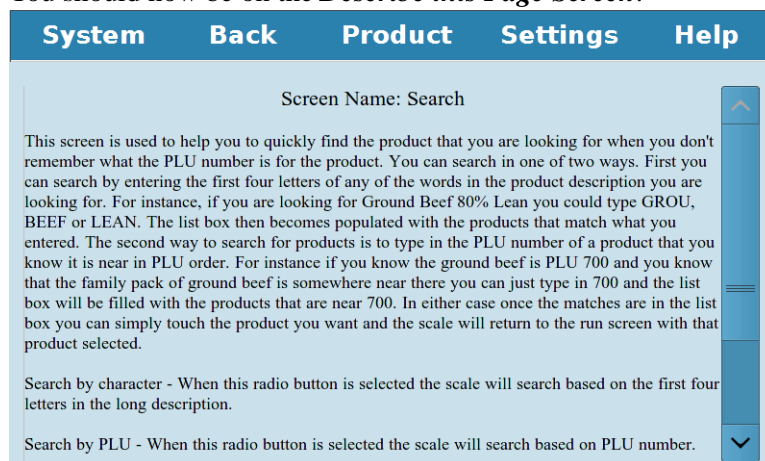 You should now be on the Describe this Page Screen.
System Back Product Settings Help
Screen Name: Search
This screen is used to help you to quickly find the product that you are looking for when you don't
remember what the PLU number is for the product. You can search in one of two ways. First you
can search by entering the first four letters of any of the words in the product description you are
looking for. For instance, if you are looking for Ground Beef 80% Lean you could type GROU,
BEEF or LEAN. The list box then becomes populated with the products that match what you
entered. The second way to search for products is to type in the PLU number of a product that you
know it is near in PLU order. For instance if you know the ground beef is PLU 700 and you know
that the family pack of ground beef is somewhere near there you can just type in 700 and the list
box will be filled with the products that are near 700. In either case once the matches are in the list
box you can simply touch the product you want and the scale will return to the run screen with that
product selected.
Search by character - When this radio button is selected the scale will search based on the first four
letters in the long description.
Search by PLU - When this radio button is selected the scale will search based on PLU number.